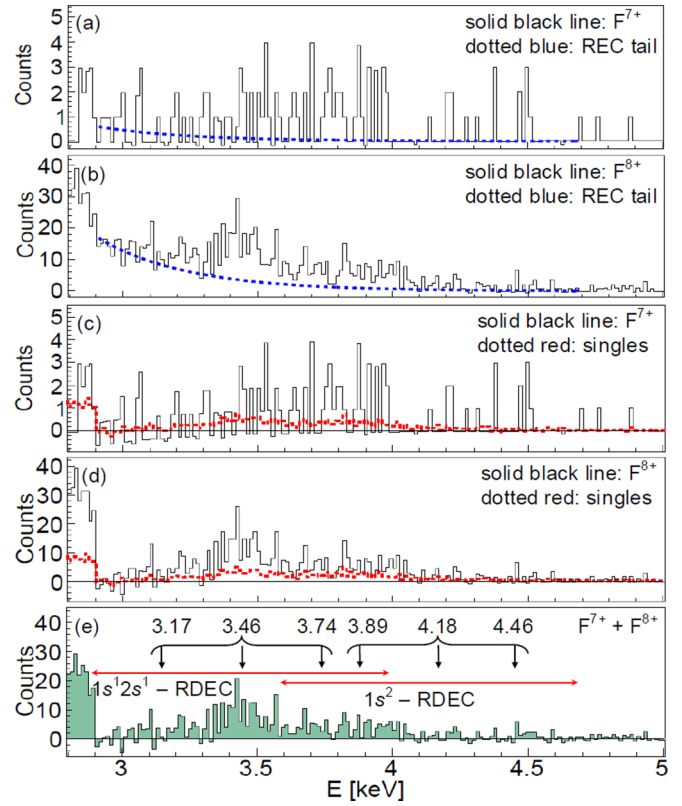 (a)
solid black line: F⁷⁺
dotted blue: REC tail
Counts
5
4
3
2
1
0
(b)
solid black line: F⁸⁺
dotted blue: REC tail
Counts
40
30
20
10
0
(c)
solid black line: F⁷⁺
dotted red: singles
Counts
5
4
3
2
1
0
(d)
solid black line: F⁸⁺
dotted red: singles
Counts
40
30
20
10
0
(e)
3.17 3.46 3.74 3.89 4.18 4.46 F⁷⁺ + F⁸⁺
1s¹2s¹ – RDEC
1s² – RDEC
Counts
40
30
20
10
0
3 3.5 4 4.5 5
E [keV]